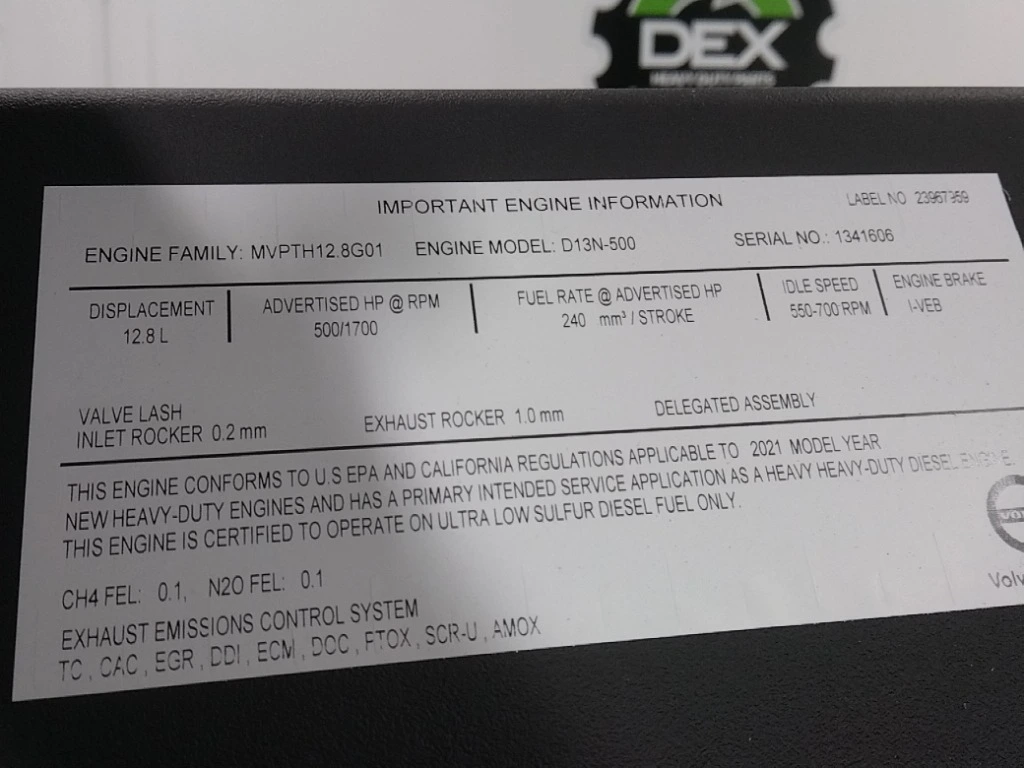 DEX
HEAVY DUTY PARTS
IMPORTANT ENGINE INFORMATION
LABEL NO 23967359
ENGINE FAMILY: MVPTH12.8G01 ENGINE MODEL: D13N-500 SERIAL NO.: 1341606
DISPLACEMENT
12.8 L
ADVERTISED HP @ RPM
500/1700
FUEL RATE @ ADVERTISED HP
240 mm³ / STROKE
IDLE SPEED
550-700 RPM
ENGINE BRAKE
I-VEB
VALVE LASH
INLET ROCKER 0.2 mm EXHAUST ROCKER 1.0 mm DELEGATED ASSEMBLY
THIS ENGINE CONFORMS TO U.S EPA AND CALIFORNIA REGULATIONS APPLICABLE TO 2021 MODEL YEAR
NEW HEAVY-DUTY ENGINES AND HAS A PRIMARY INTENDED SERVICE APPLICATION AS A HEAVY HEAVY-DUTY DIESEL ENGINE
THIS ENGINE IS CERTIFIED TO OPERATE ON ULTRA LOW SULFUR DIESEL FUEL ONLY.
CH4 FEL: 0.1, N2O FEL: 0.1
EXHAUST EMISSIONS CONTROL SYSTEM
TC , CAC , EGR , DDI , ECM , DCC , PTOX , SCR-U , AMOX